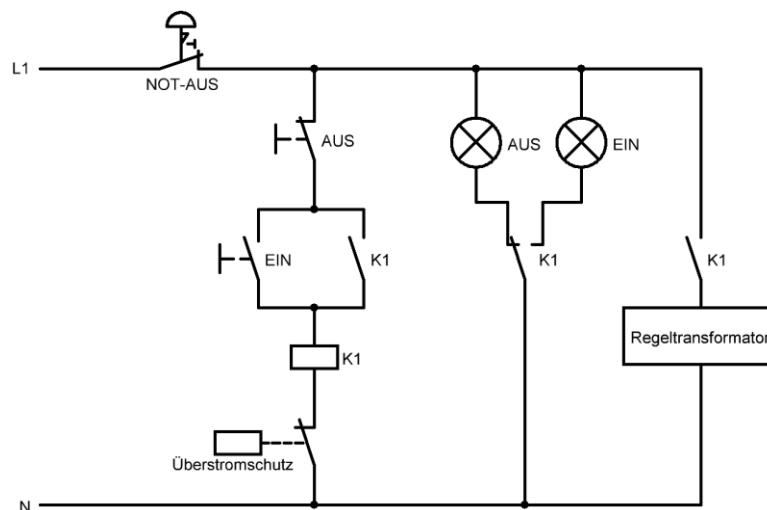 L1
NOT-AUS
AUS
AUS
EIN
EIN
K1
K1
K1
Regeltransformator
K1
Überstromschutz
N